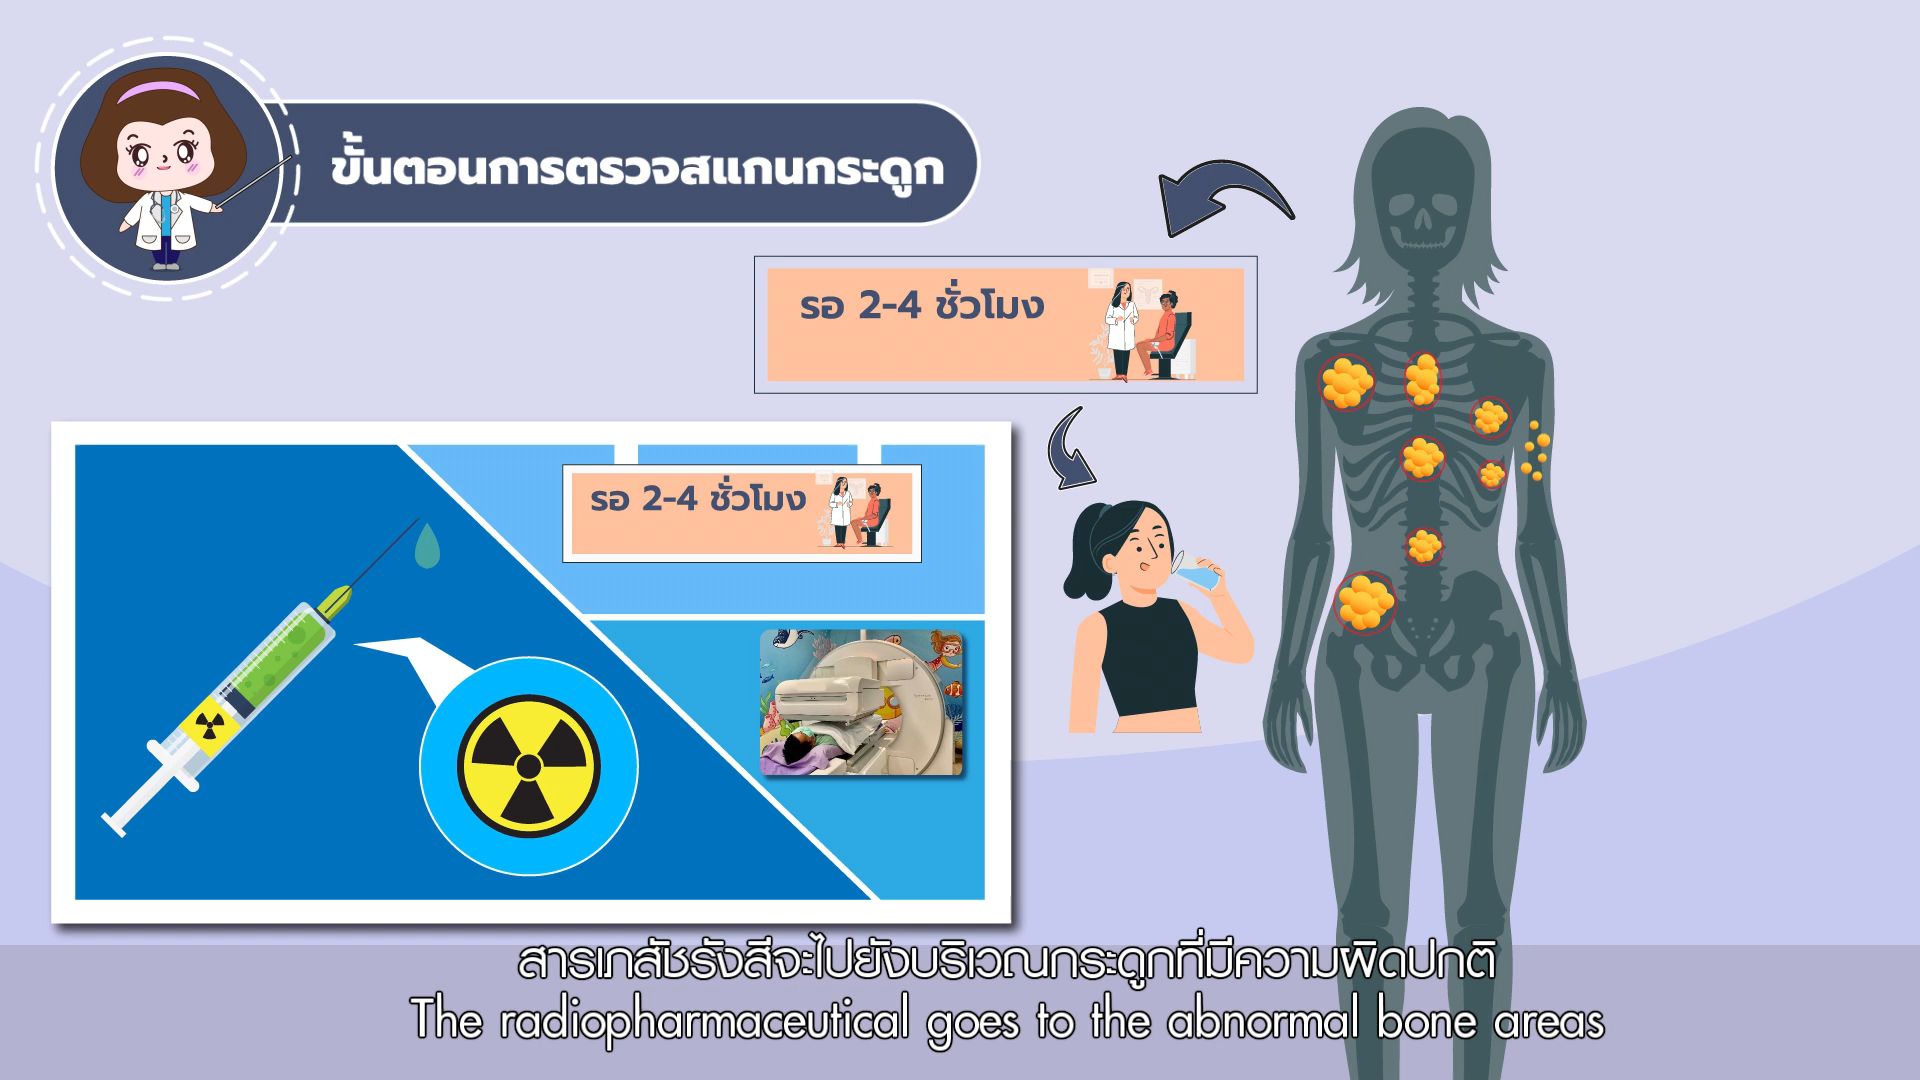 ขั้นตอนการตรวจสแกนกระดูก
รอ 2-4 ชั่วโมง
รอ 2-4 ชั่วโมง
สารเภสัชรังสีจะไปยังบริเวณกระดูกที่มีความผิดปกติ
The radiopharmaceutical goes to the abnormal bone areas